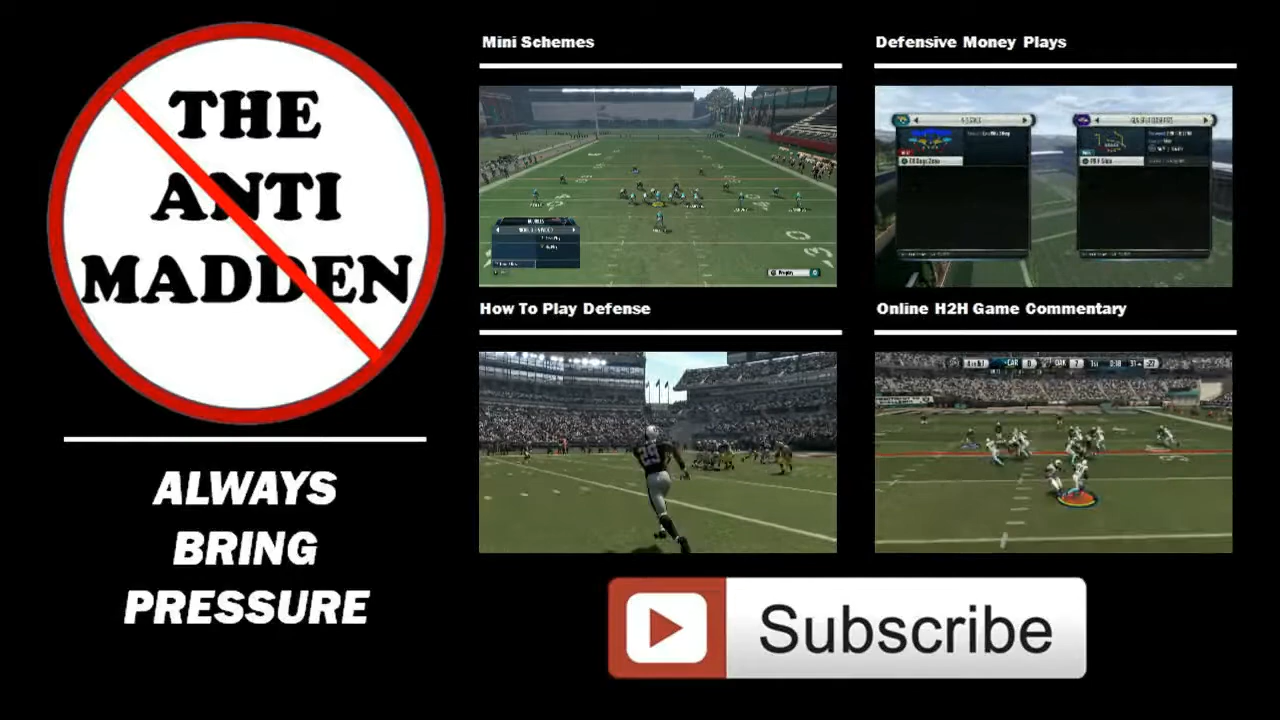 THE
ANTI
MADDEN
ALWAYS
BRING
PRESSURE
Mini Schemes
Defensive Money Plays
How To Play Defense
Online H2H Game Commentary
Subscribe